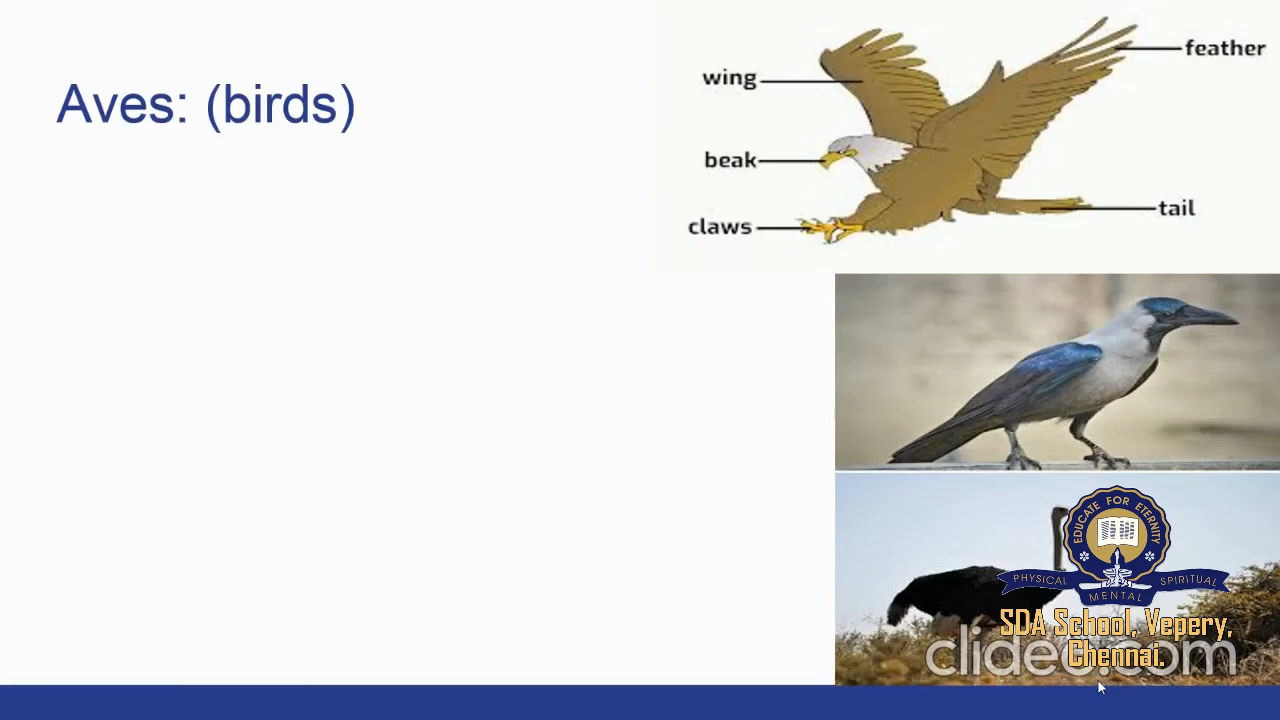 Aves: (birds)
feather
wing
beak
claws
tail
EDUCATE FOR ETERNITY
PHYSICAL
MENTAL
SPIRITUAL
SDA School, Vepery,
Chennai.
clideo.com